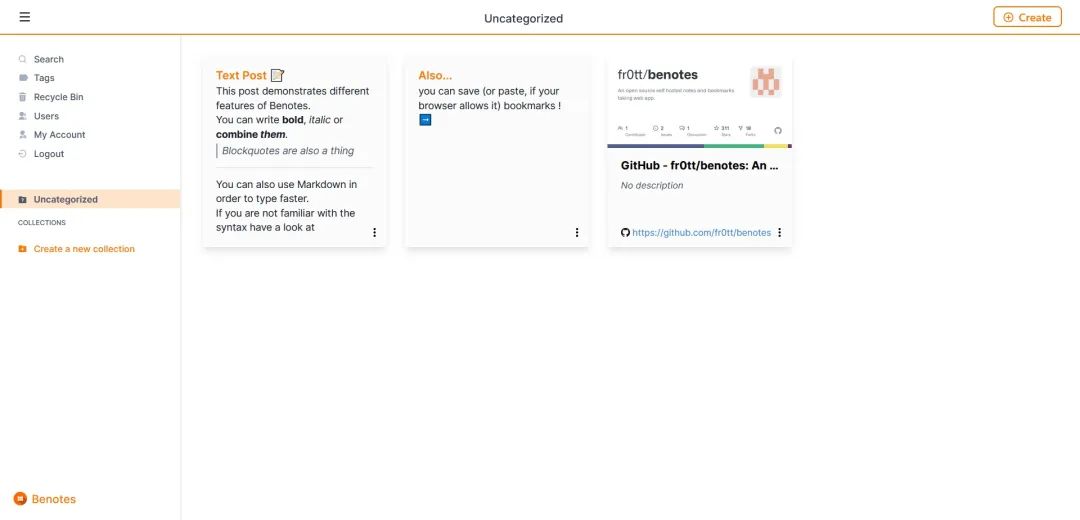 Uncategorized
Create
Search
Tags
Recycle Bin
Users
My Account
Logout
Uncategorized
COLLECTIONS
Create a new collection
Benotes
Text Post
This post demonstrates different
features of Benotes.
You can write bold, italic or
combine them.
Blockquotes are also a thing
You can also use Markdown in
order to type faster.
If you are not familiar with the
syntax have a look at
Also...
you can save (or paste, if your
browser allows it) bookmarks !
fr0tt/benotes
An open source self hosted notes and bookmarks
taking web app.
1 2 1 311 18
Contributor Issues Discussion Stars Forks
GitHub - fr0tt/benotes: An ...
No description
https://github.com/fr0tt/benotes